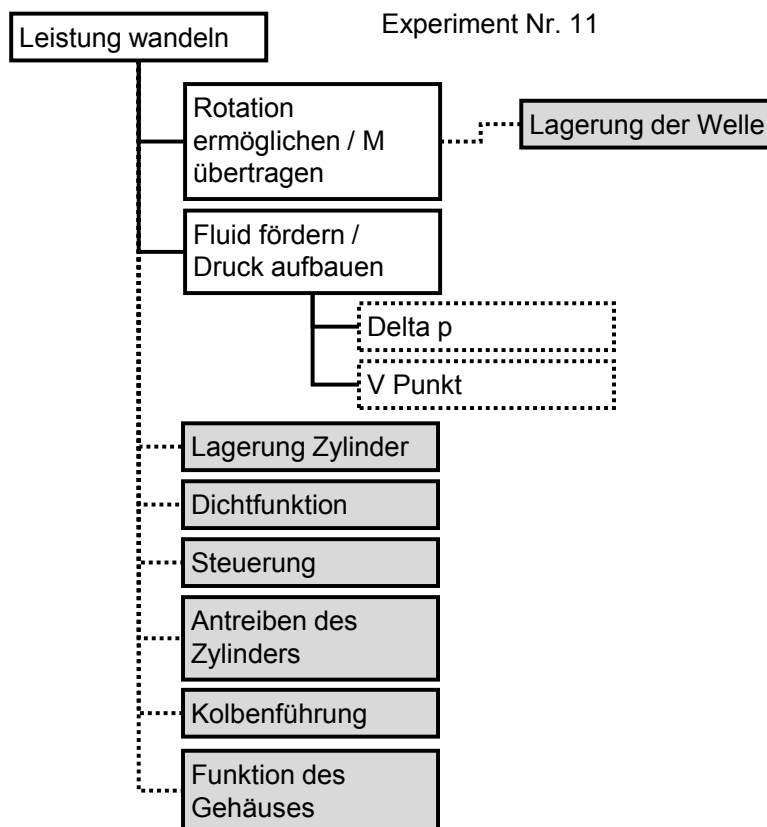 Experiment Nr. 11
Leistung wandeln
Rotation
ermöglichen / M
übertragen
Lagerung der Welle
Fluid fördern /
Druck aufbauen
Delta p
V Punkt
Lagerung Zylinder
Dichtfunktion
Steuerung
Antreiben des
Zylinders
Kolbenführung
Funktion des
Gehäuses